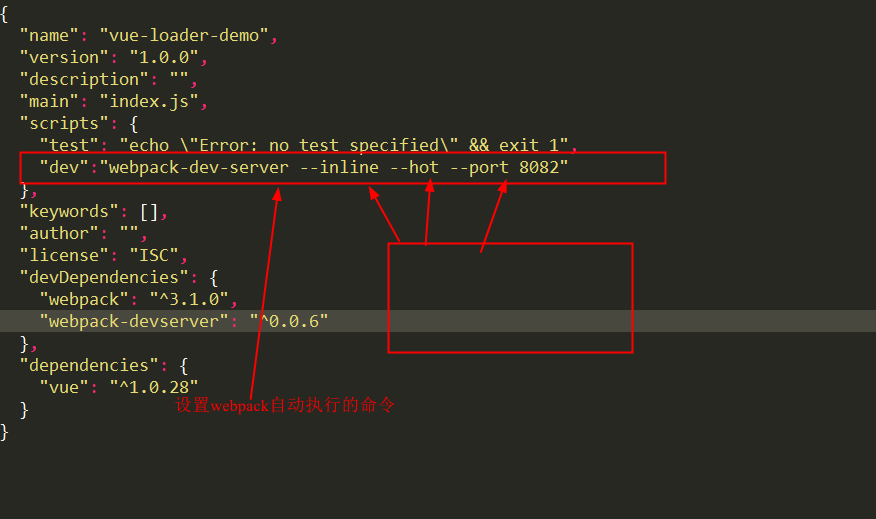 {
  "name": "vue-loader-demo",
  "version": "1.0.0",
  "description": "",
  "main": "index.js",
  "scripts": {
    "test": "echo \"Error: no test specified\" && exit 1",
    "dev":"webpack-dev-server --inline --hot --port 8082"
  },
  "keywords": [],
  "author": "",
  "license": "ISC",
  "devDependencies": {
    "webpack": "^3.1.0",
    "webpack-devserver": "^0.0.6"
  },
  "dependencies": {
    "vue": "^1.0.28"
设置webpack自动执行的命令
  }
}